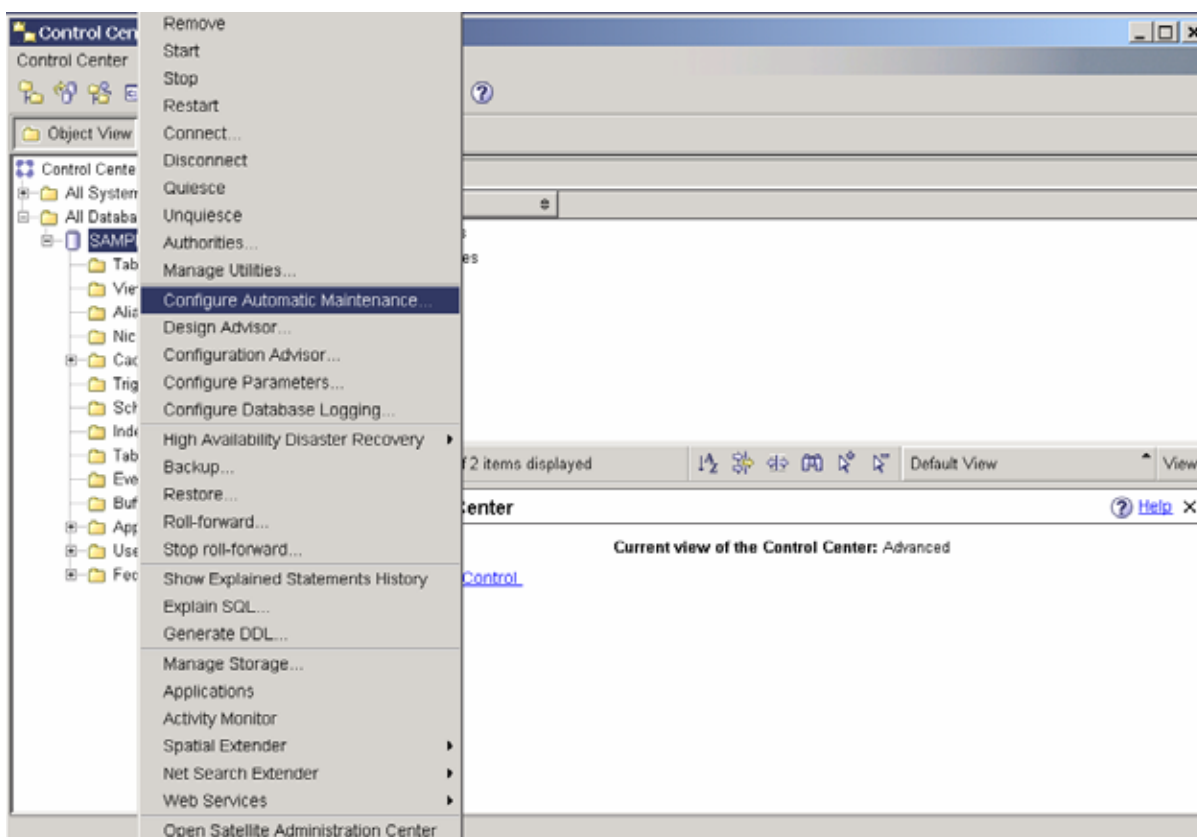 Control Cen
Control Center
Object View
Control Cente
All System
All Databa
SAMP
Tab
Vie
Alia
Nic
Cac
Trig
Sch
Inde
Tab
Eve
Buf
App
Use
Fed
Remove
Start
Stop
Restart
Connect...
Disconnect
Quiesce
Unquiesce
Authorities...
Manage Utilities...
Configure Automatic Maintenance...
Design Advisor...
Configuration Advisor...
Configure Parameters...
Configure Database Logging...
High Availability Disaster Recovery
Backup...
Restore...
Roll-forward...
Stop roll-forward...
Show Explained Statements History
Explain SQL...
Generate DDL...
Manage Storage...
Applications
Activity Monitor
Spatial Extender
Net Search Extender
Web Services
Open Satellite Administration Center
es
f 2 items displayed
Default View
View
Center
Help
Current view of the Control Center: Advanced
Control